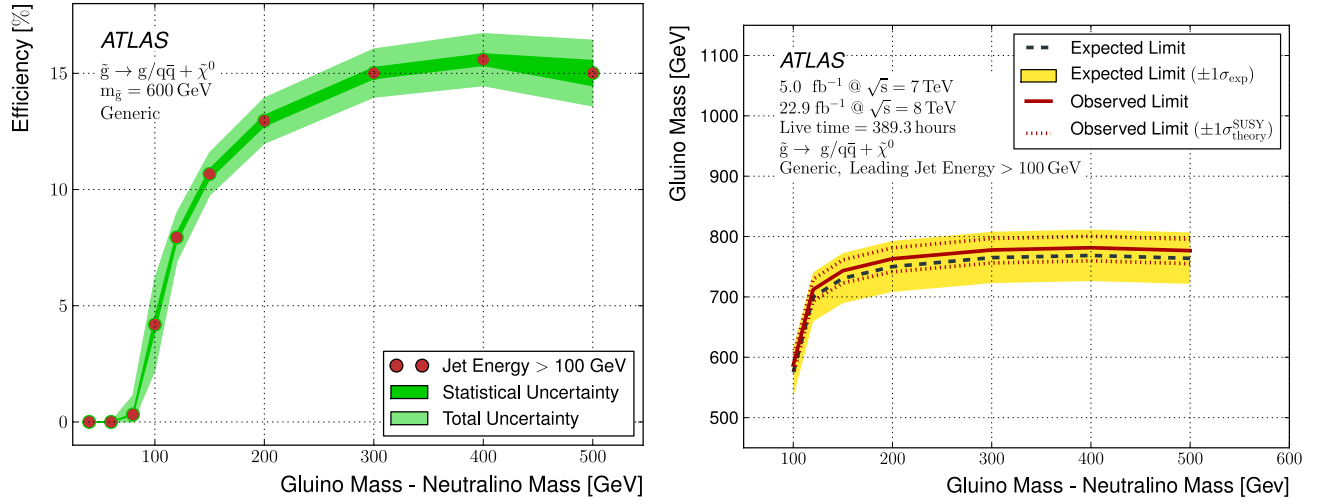 Efficiency [%]
ATLAS
g̃ → g/qq̄ + χ̃⁰
m_g̃ = 600 GeV
Generic
15
10
5
0
Jet Energy > 100 GeV
Statistical Uncertainty
Total Uncertainty
100 200 300 400 500
Gluino Mass - Neutralino Mass [GeV]
Gluino Mass [GeV]
ATLAS
5.0 fb⁻¹ @ √s = 7 TeV
22.9 fb⁻¹ @ √s = 8 TeV
Live time = 389.3 hours
g̃ → g/qq̄ + χ̃⁰
Generic, Leading Jet Energy > 100 GeV
Expected Limit
Expected Limit (±1σ_exp)
Observed Limit
Observed Limit (±1σ^SUSY_theory)
1100
1000
900
800
700
600
500
100 200 300 400 500 600
Gluino Mass - Neutralino Mass [Gev]